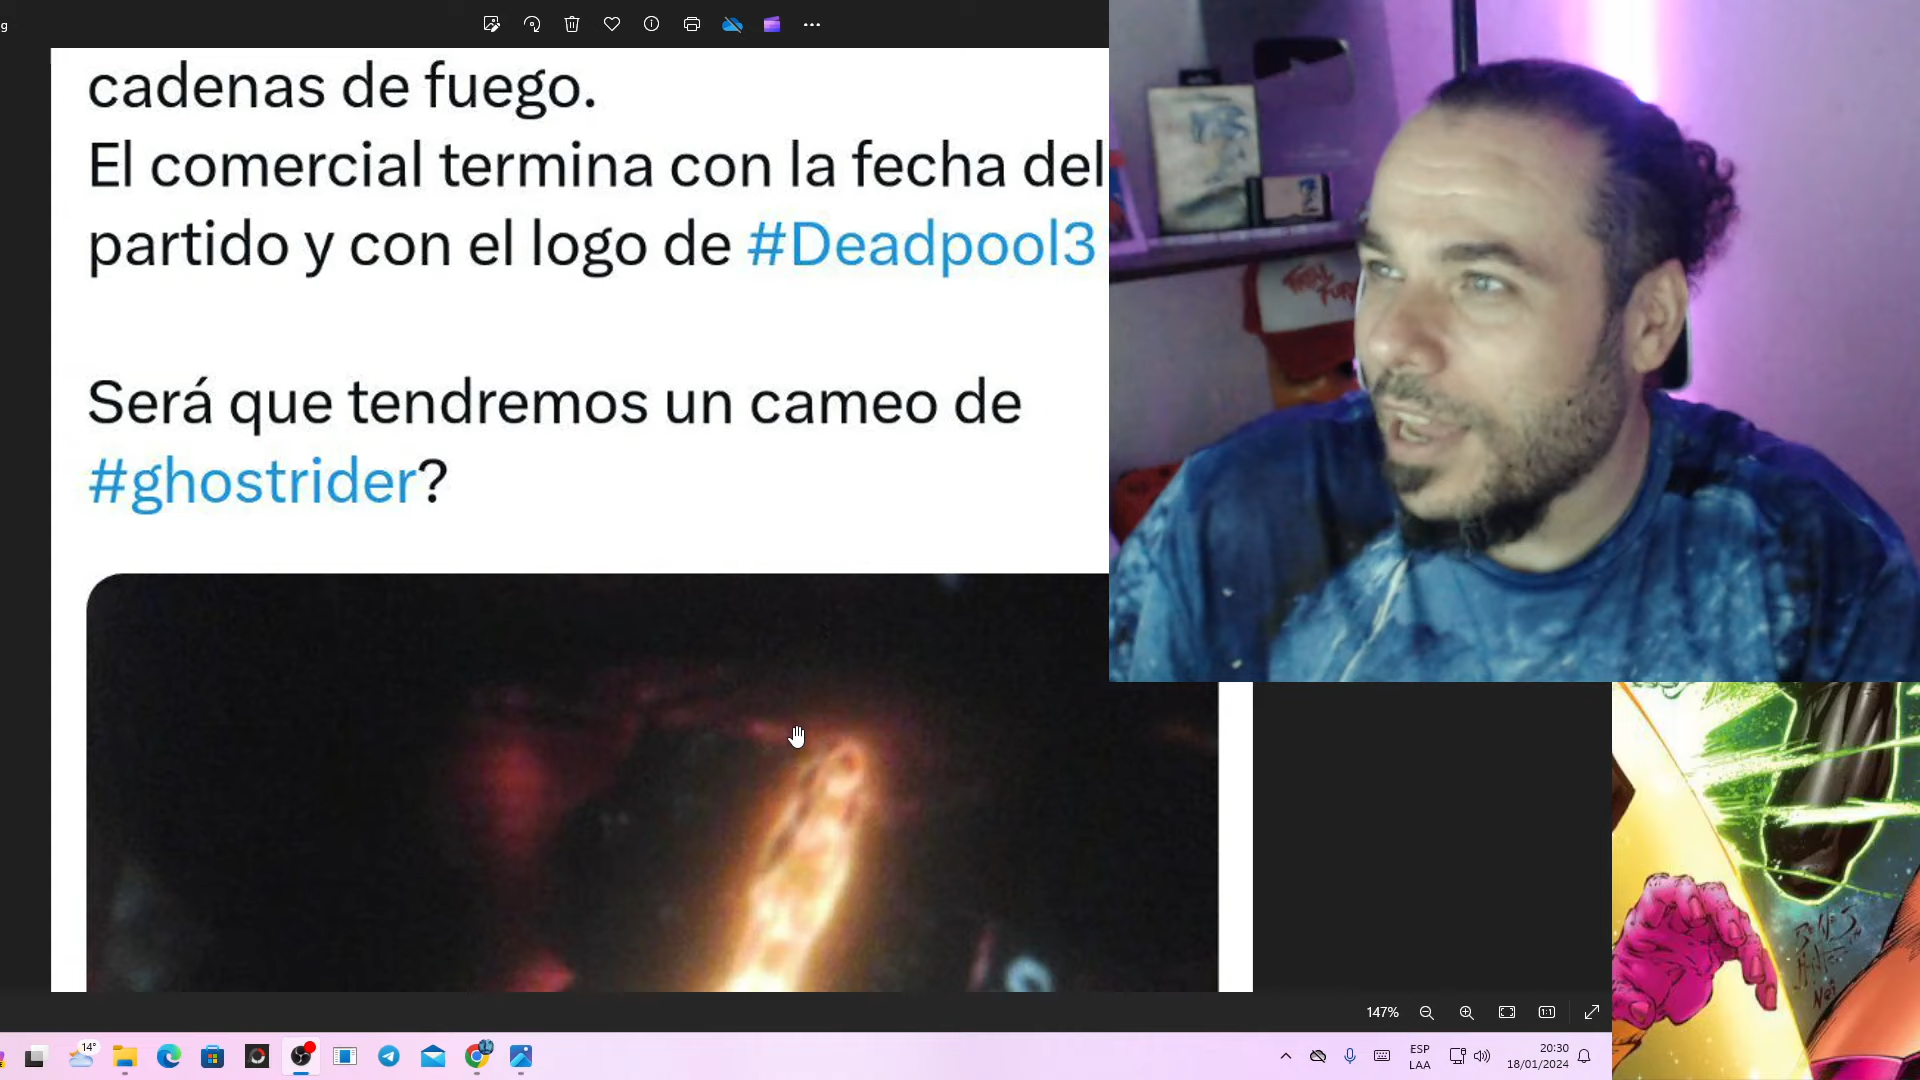 g
cadenas de fuego.
El comercial termina con la fecha del
partido y con el logo de #Deadpool3
Será que tendremos un cameo de
#ghostrider?
147%
14°
ESP
LAA
20:30
18/01/2024